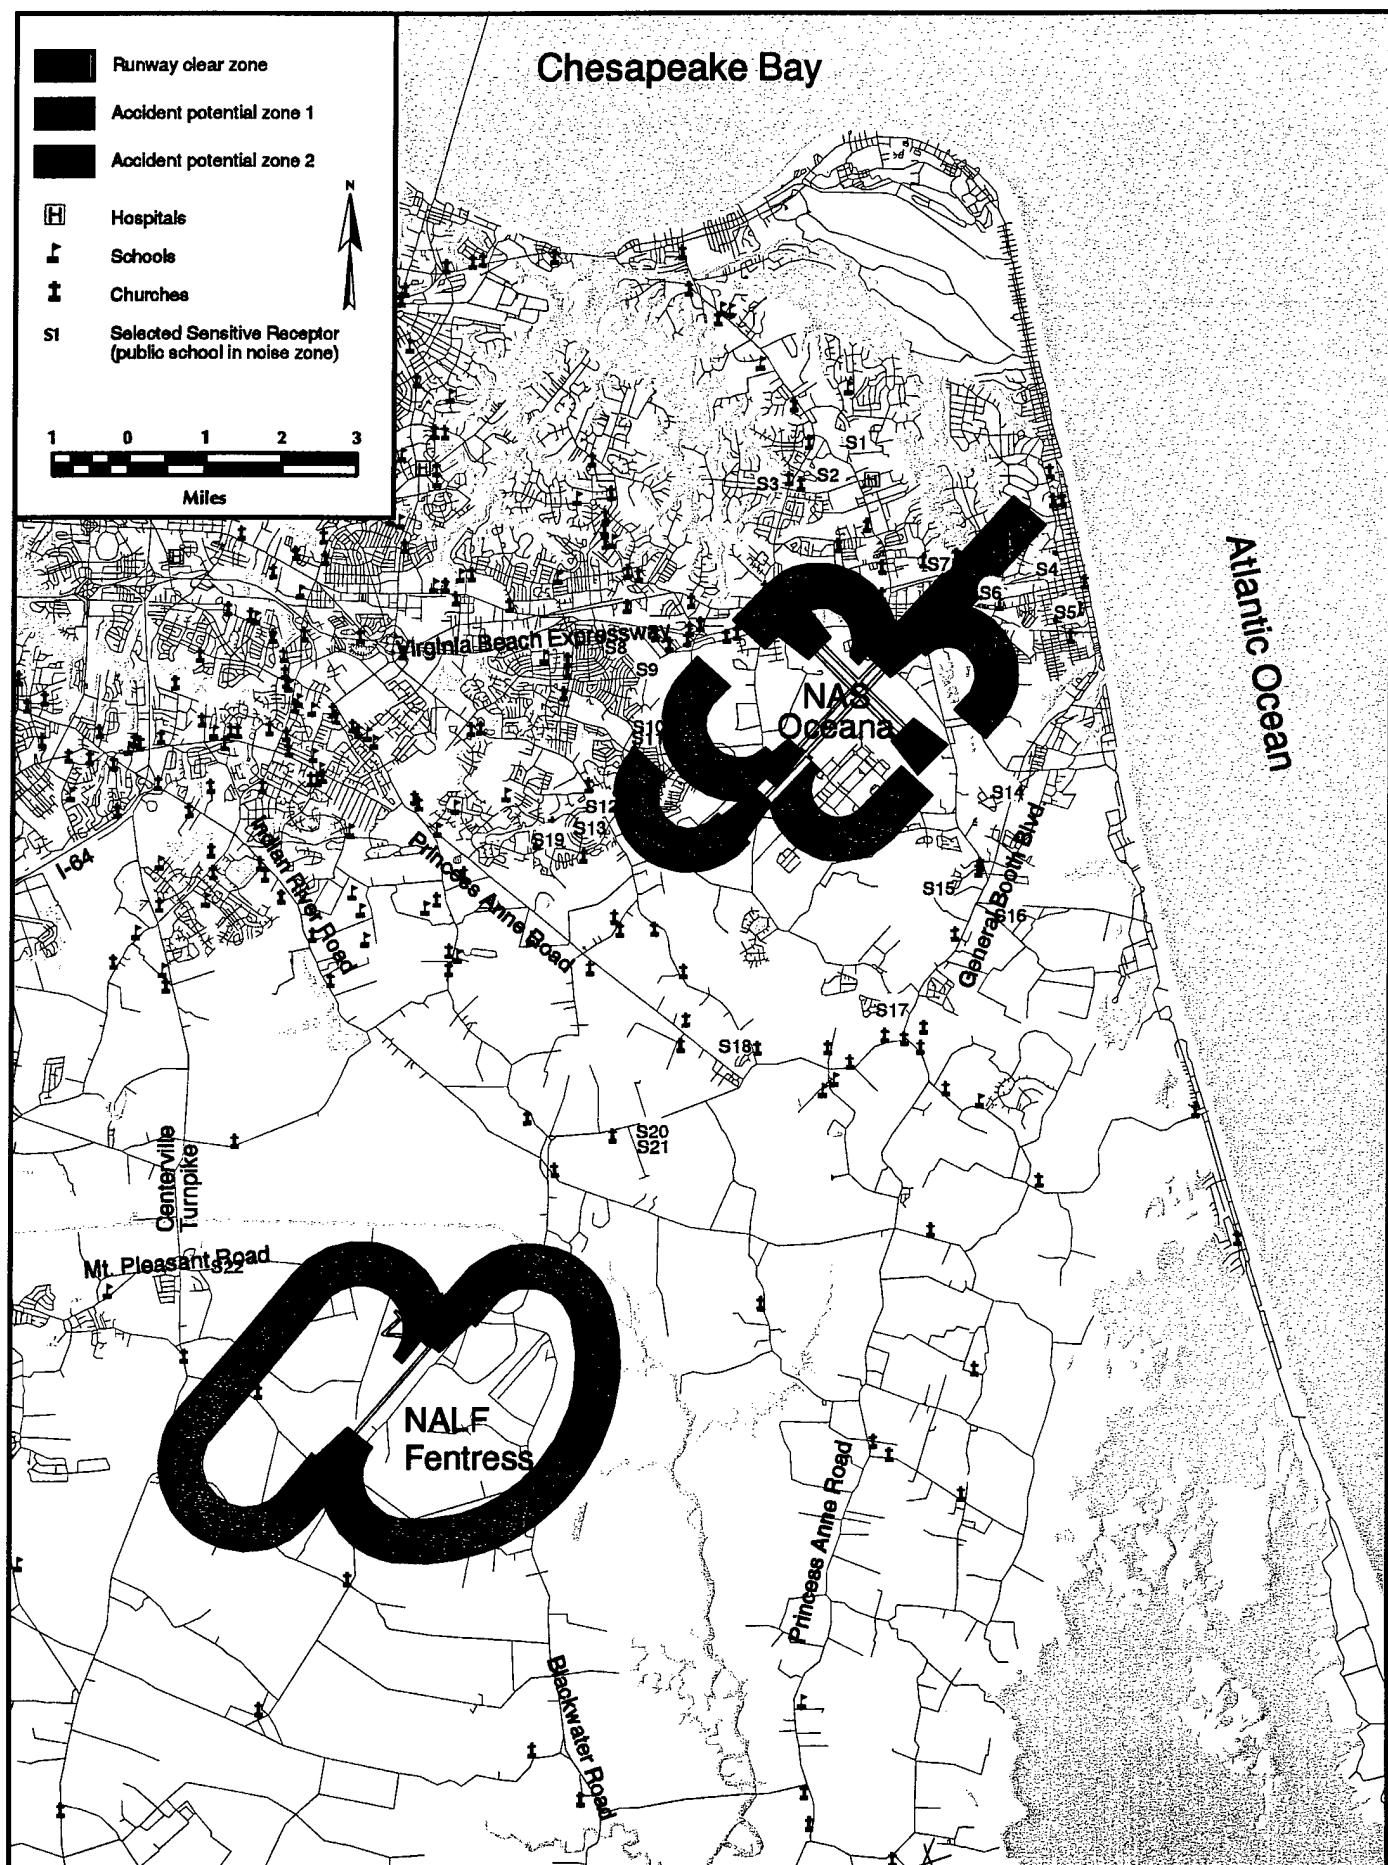 Runway clear zone
Accident potential zone 1
Accident potential zone 2
N
H
Hospitals
Schools
Churches
S1
Selected Sensitive Receptor
(public school in noise zone)
1 0 1 2 3
Miles
Chesapeake Bay
Atlantic Ocean
S1
S2
S3
H
H
H
S7
S4
S6
S5
Virginia Beach Expressway
S8
S9
NAS
Oceana
S10
S11
S12
S13
S19
S14
S15
S16
General Booth Blvd.
I-64
Indian River Road
Princess Anne Road
S17
S18
S20
S21
Centerville
Turnpike
Mt. Pleasant Road
S22
NALF
Fentress
Princess Anne Road
Blackwater Road